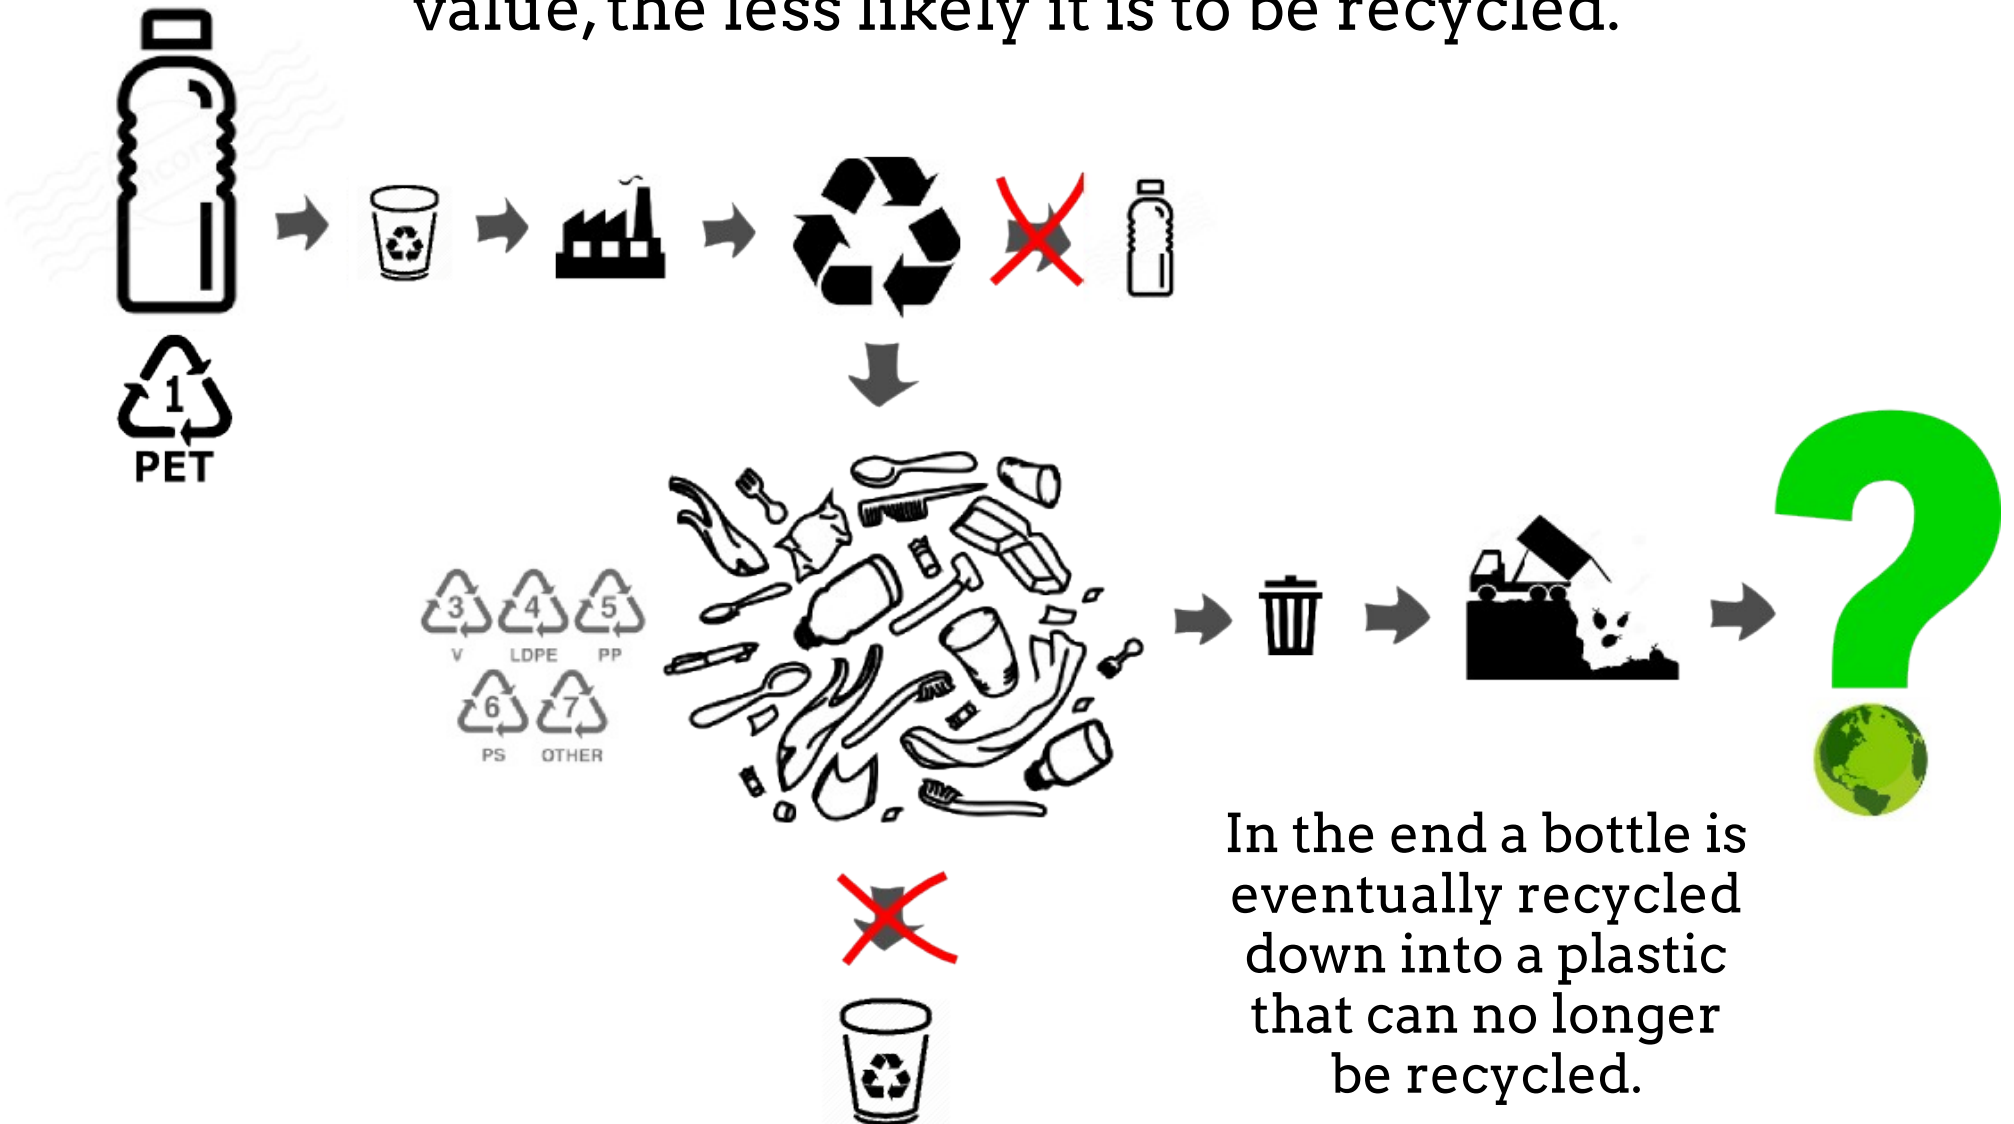 value, the less likely it is to be recycled.
1
PET
3 4 5
V LDPE PP
6 7
PS OTHER
In the end a bottle is
eventually recycled
down into a plastic
that can no longer
be recycled.